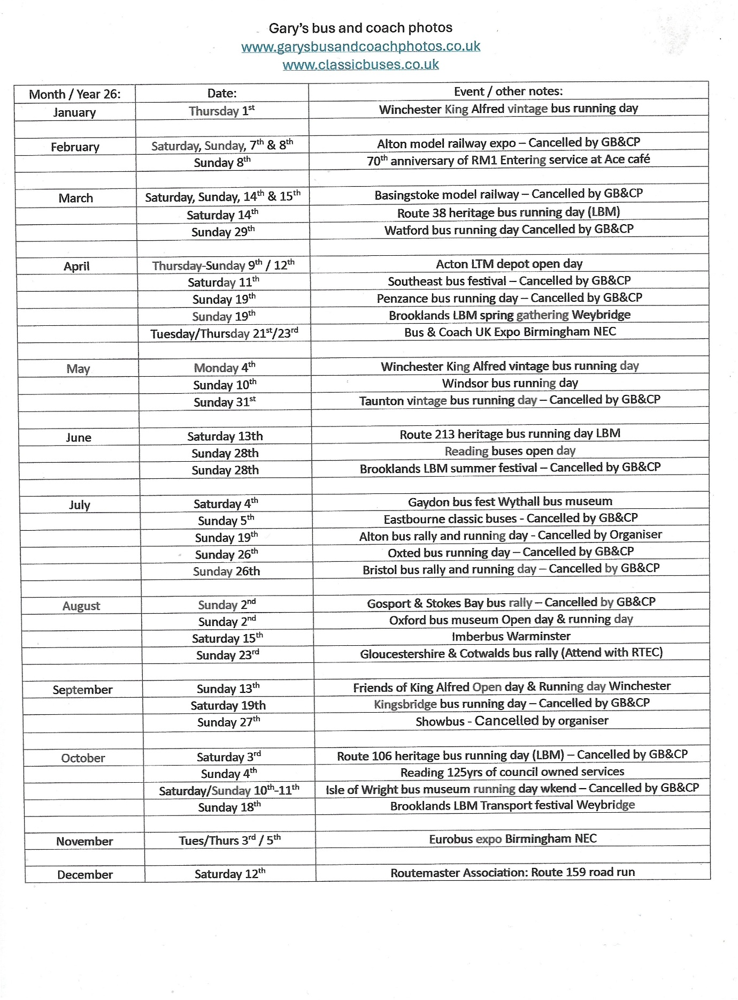 Gary's bus and coach photos
www.garysbusandcoachphotos.co.uk
www.classicbuses.co.uk
Month / Year 26: Date: Event / other notes:
January Thursday 1st Winchester King Alfred vintage bus running day
February Saturday, Sunday, 7th & 8th Alton model railway expo – Cancelled by GB&CP
Sunday 8th 70th anniversary of RM1 Entering service at Ace café
March Saturday, Sunday, 14th & 15th Basingstoke model railway – Cancelled by GB&CP
Saturday 14th Route 38 heritage bus running day (LBM)
Sunday 29th Watford bus running day Cancelled by GB&CP
April Thursday-Sunday 9th / 12th Acton LTM depot open day
Saturday 11th Southeast bus festival – Cancelled by GB&CP
Sunday 19th Penzance bus running day – Cancelled by GB&CP
Sunday 19th Brooklands LBM spring gathering Weybridge
Tuesday/Thursday 21st/23rd Bus & Coach UK Expo Birmingham NEC
May Monday 4th Winchester King Alfred vintage bus running day
Sunday 10th Windsor bus running day
Sunday 31st Taunton vintage bus running day – Cancelled by GB&CP
June Saturday 13th Route 213 heritage bus running day LBM
Sunday 28th Reading buses open day
Sunday 28th Brooklands LBM summer festival – Cancelled by GB&CP
July Saturday 4th Gaydon bus fest Wythall bus museum
Sunday 5th Eastbourne classic buses - Cancelled by GB&CP
Sunday 19th Alton bus rally and running day - Cancelled by Organiser
Sunday 26th Oxted bus running day – Cancelled by GB&CP
Sunday 26th Bristol bus rally and running day – Cancelled by GB&CP
August Sunday 2nd Gosport & Stokes Bay bus rally – Cancelled by GB&CP
Sunday 2nd Oxford bus museum Open day & running day
Saturday 15th Imberbus Warminster
Sunday 23rd Gloucestershire & Cotwalds bus rally (Attend with RTEC)
September Sunday 13th Friends of King Alfred Open day & Running day Winchester
Saturday 19th Kingsbridge bus running day – Cancelled by GB&CP
Sunday 27th Showbus - Cancelled by organiser
October Saturday 3rd Route 106 heritage bus running day (LBM) – Cancelled by GB&CP
Sunday 4th Reading 125yrs of council owned services
Saturday/Sunday 10th-11th Isle of Wright bus museum running day wkend – Cancelled by GB&CP
Sunday 18th Brooklands LBM Transport festival Weybridge
November Tues/Thurs 3rd / 5th Eurobus expo Birmingham NEC
December Saturday 12th Routemaster Association: Route 159 road run